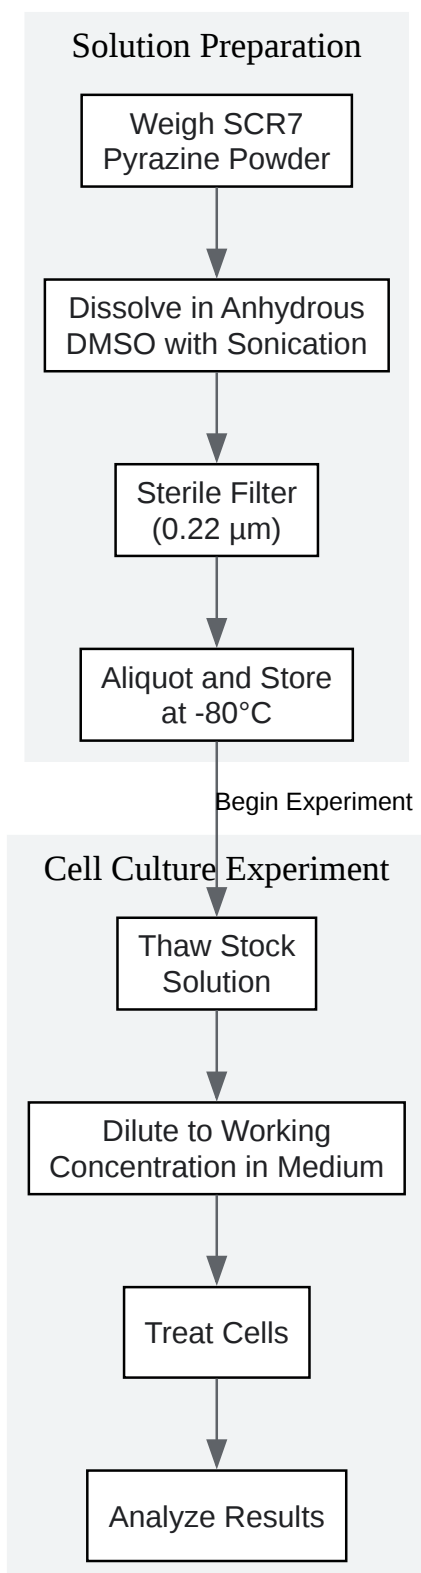 Solution Preparation
Weigh SCR7
Pyrazine Powder
Dissolve in Anhydrous
DMSO with Sonication
Sterile Filter
(0.22 µm)
Aliquot and Store
at -80°C
Begin Experiment
Cell Culture Experiment
Thaw Stock
Solution
Dilute to Working
Concentration in Medium
Treat Cells
Analyze Results